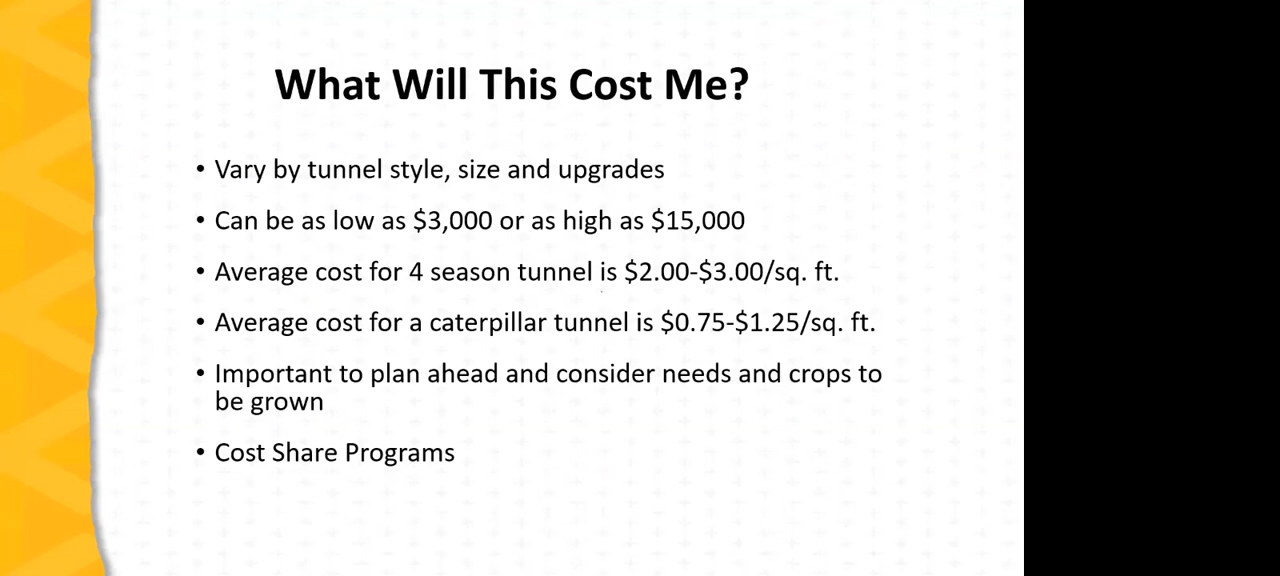 What Will This Cost Me?
• Vary by tunnel style, size and upgrades
• Can be as low as $3,000 or as high as $15,000
• Average cost for 4 season tunnel is $2.00-$3.00/sq. ft.
• Average cost for a caterpillar tunnel is $0.75-$1.25/sq. ft.
• Important to plan ahead and consider needs and crops to
be grown
• Cost Share Programs